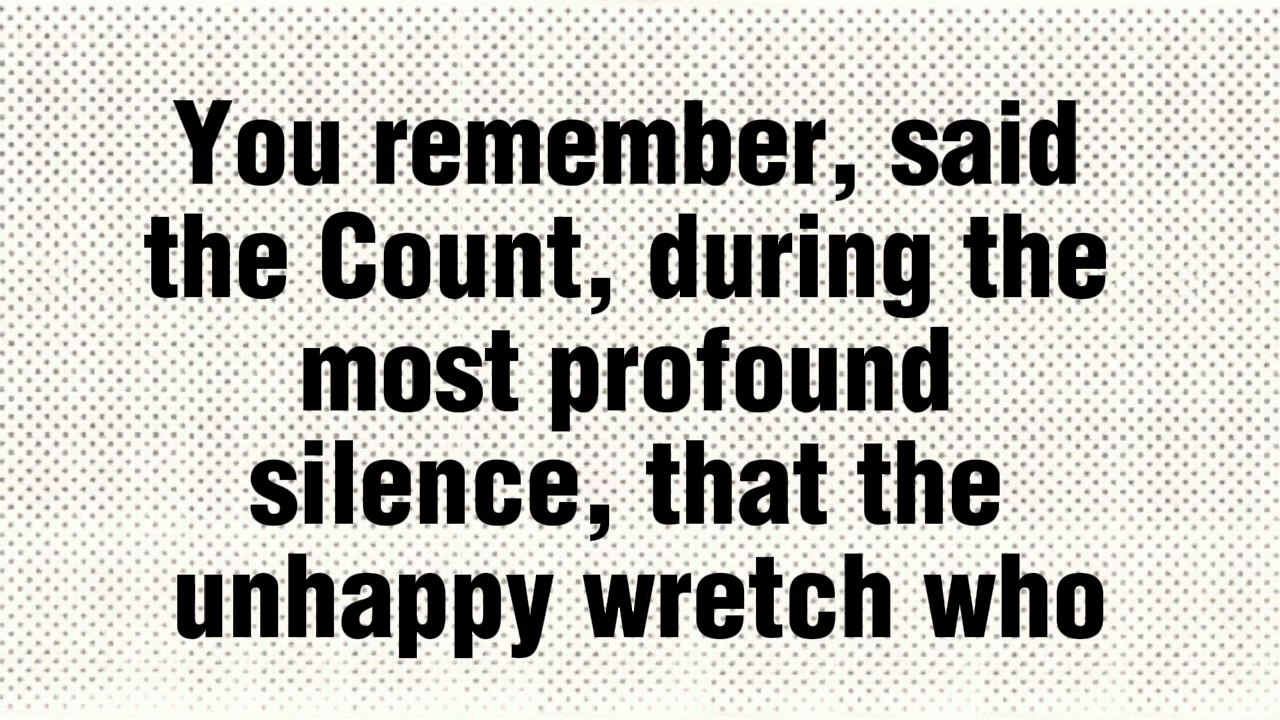 You remember, said
the Count, during the
most profound
silence, that the
unhappy wretch who